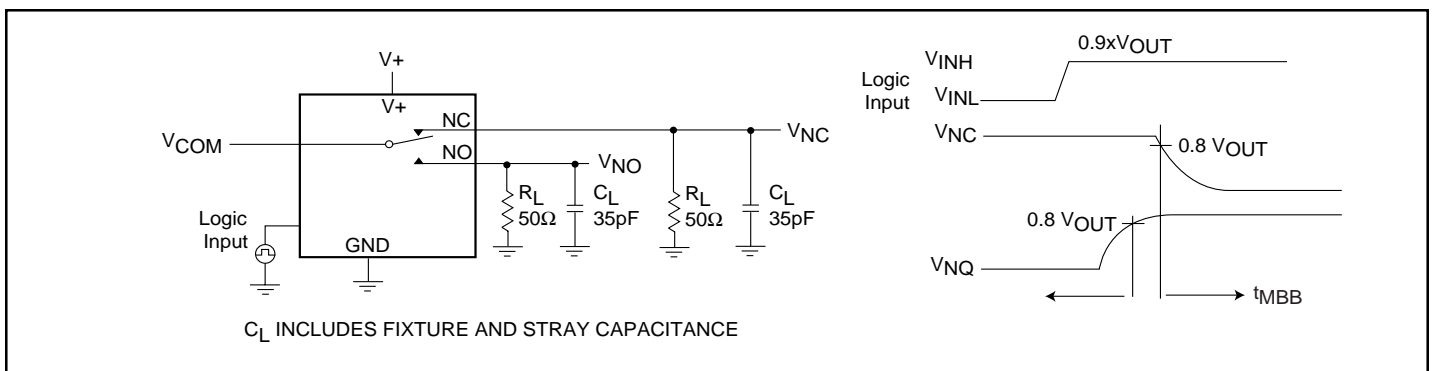 V+
V+
NC
VCOM
VNC
NO
VNO
RL
50Ω
CL
35pF
RL
50Ω
CL
35pF
Logic
Input
GND
CL INCLUDES FIXTURE AND STRAY CAPACITANCE
0.9xVOUT
VINH
Logic
Input
VINL
VNC
0.8 VOUT
0.8 VOUT
VNQ
tMBB